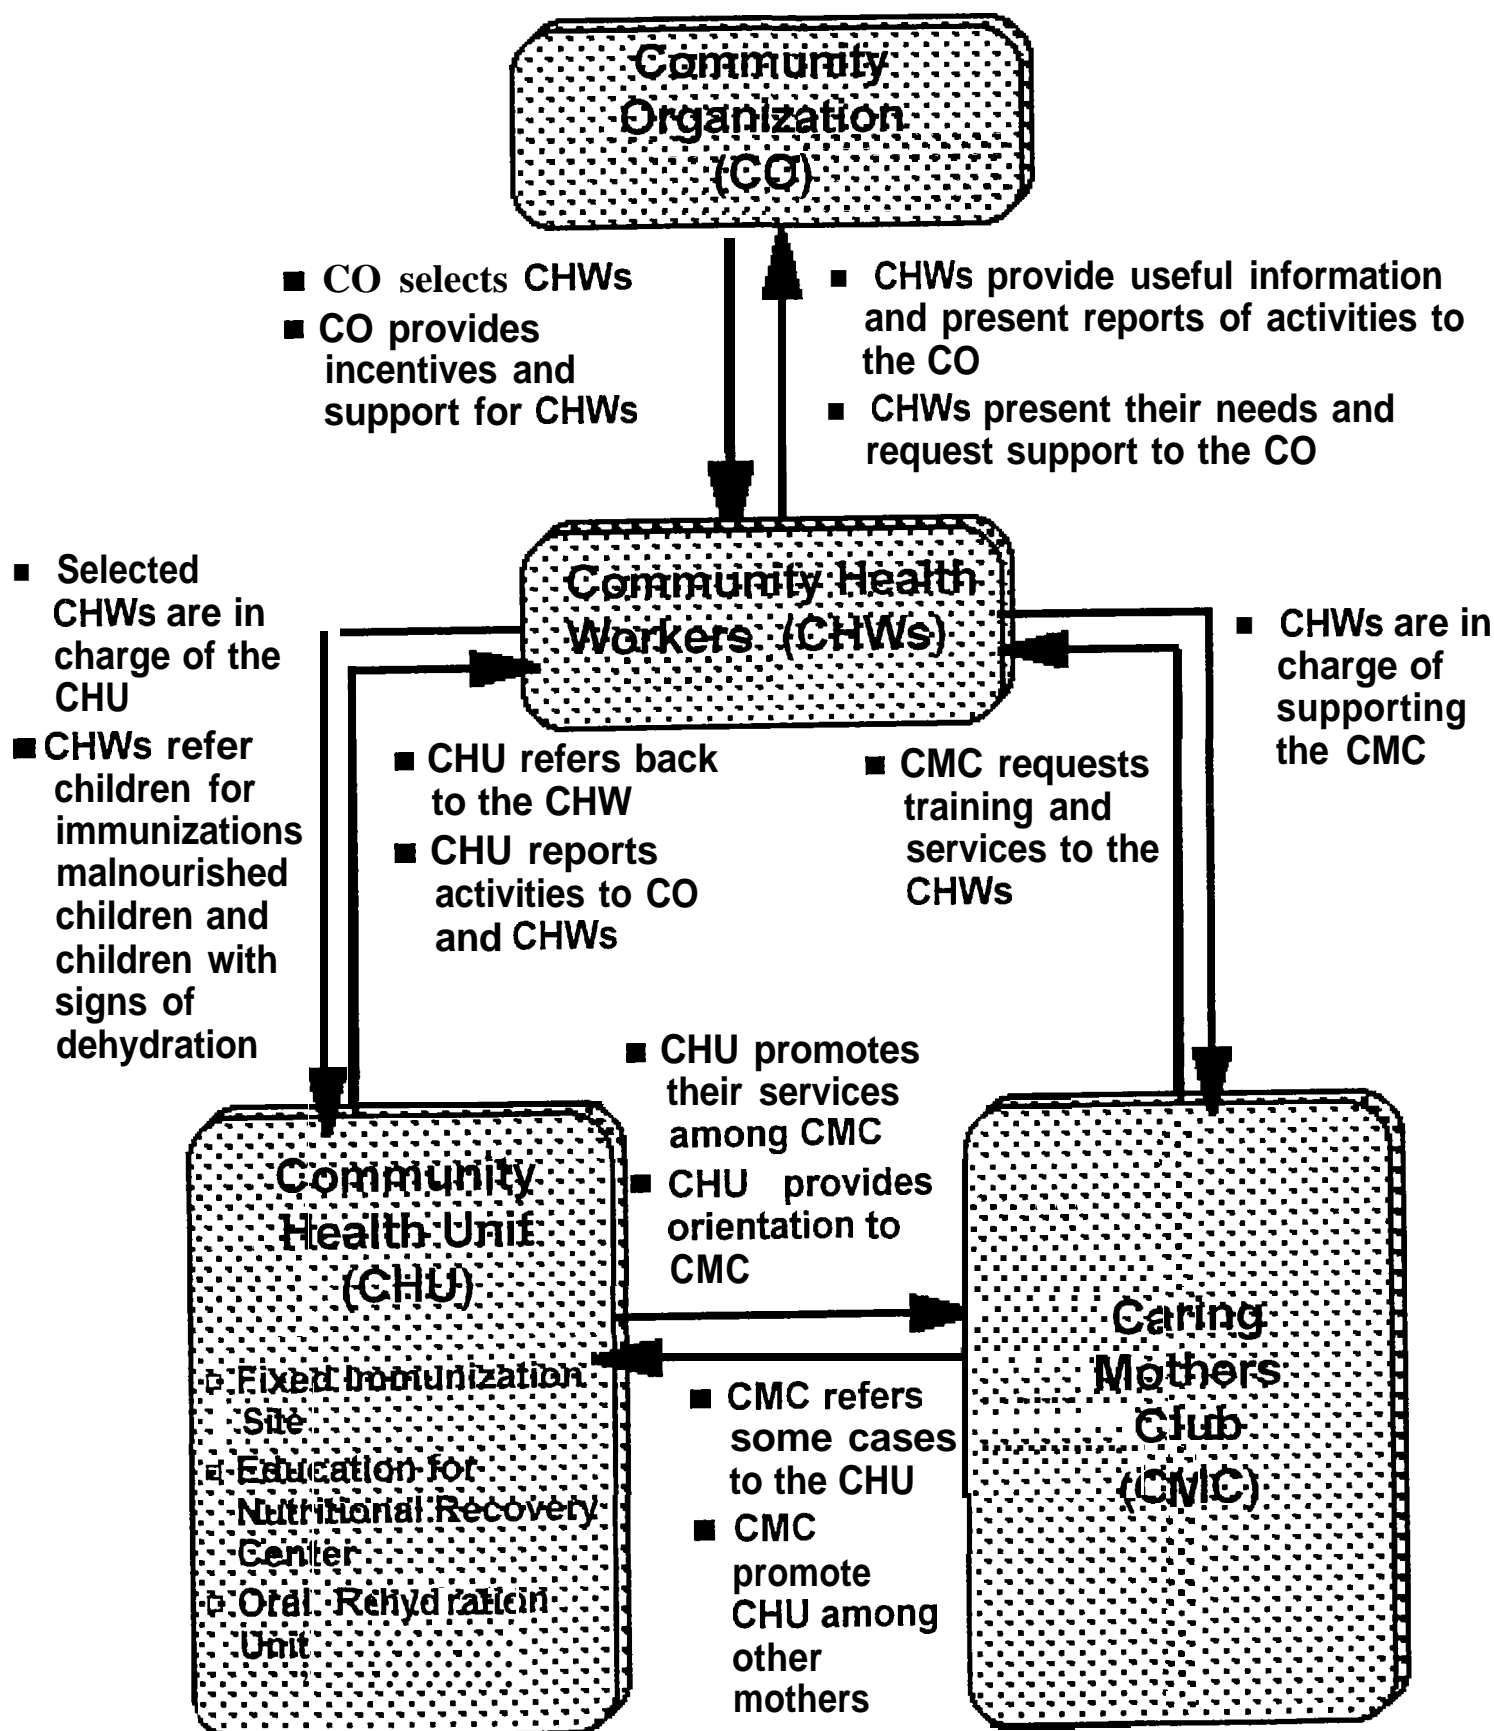 Community
Organization
(CO)
■ CO selects CHWs
■ CO provides
incentives and
support for CHWs
■ CHWs provide useful information
and present reports of activities to
the CO
■ CHWs present their needs and
request support to the CO
Community Health
Workers (CHWs)
■ Selected
CHWs are in
charge of the
CHU
■ CHWs refer
children for
immunizations
malnourished
children and
children with
signs of
dehydration
■ CHU refers back
to the CHW
■ CHU reports
activities to CO
and CHWs
■ CMC requests
training and
services to the
CHWs
■ CHWs are in
charge of
supporting
the CMC
■ CHU promotes
their services
among CMC
■ CHU provides
orientation to
CMC
Community
Health Unit
(CHU)
Fixed Immunization
Site
Education for
Nutritional Recovery
Center
Oral Rehydration
Unit
■ CMC refers
some cases
to the CHU
■ CMC
promote
CHU among
other
mothers
Caring
Mothers
Club
(CMC)